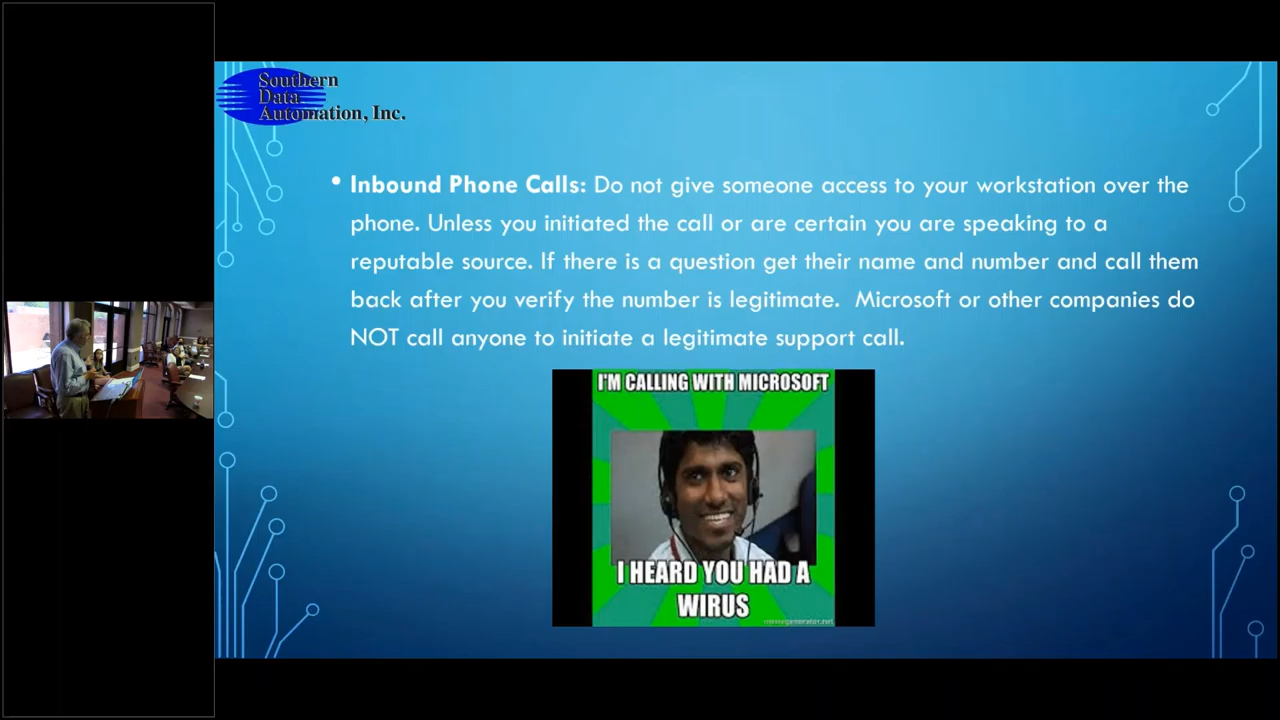 Southern
Data
Automation, Inc.
• Inbound Phone Calls: Do not give someone access to your workstation over the
phone. Unless you initiated the call or are certain you are speaking to a
reputable source. If there is a question get their name and number and call them
back after you verify the number is legitimate. Microsoft or other companies do
NOT call anyone to initiate a legitimate support call.
I'M CALLING WITH MICROSOFT
I HEARD YOU HAD A
WIRUS
memegenerator.net